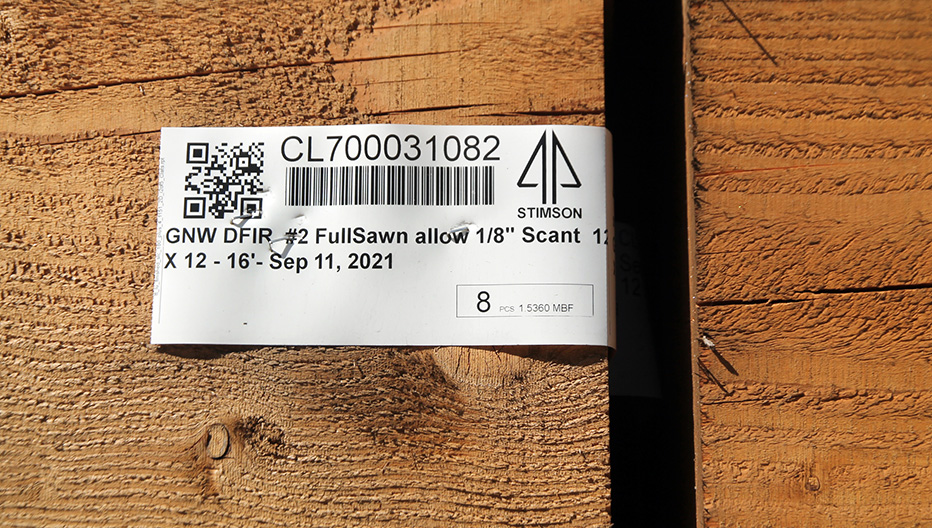 CL700031082
STIMSON
GNW DFIR #2 FullSawn allow 1/8" Scant 12
X 12 - 16'- Sep 11, 2021
8 PCS 1.5360 MBF